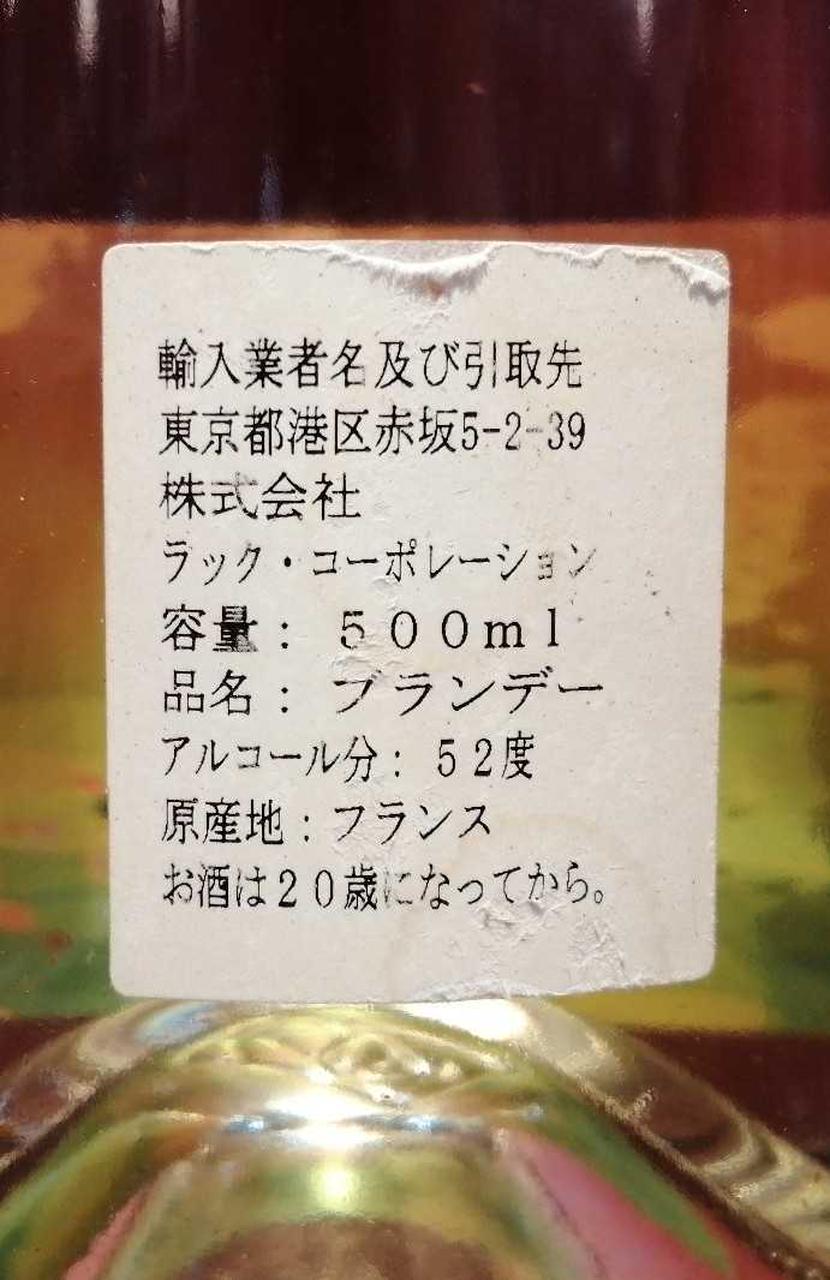 輸入業者名及び引取先
東京都港区赤坂5-2-39
株式会社
ラック・コーポレーション
容量： ５００ｍｌ
品名： ブランデー
アルコール分： ５２度
原産地：フランス
お酒は２０歳になってから。